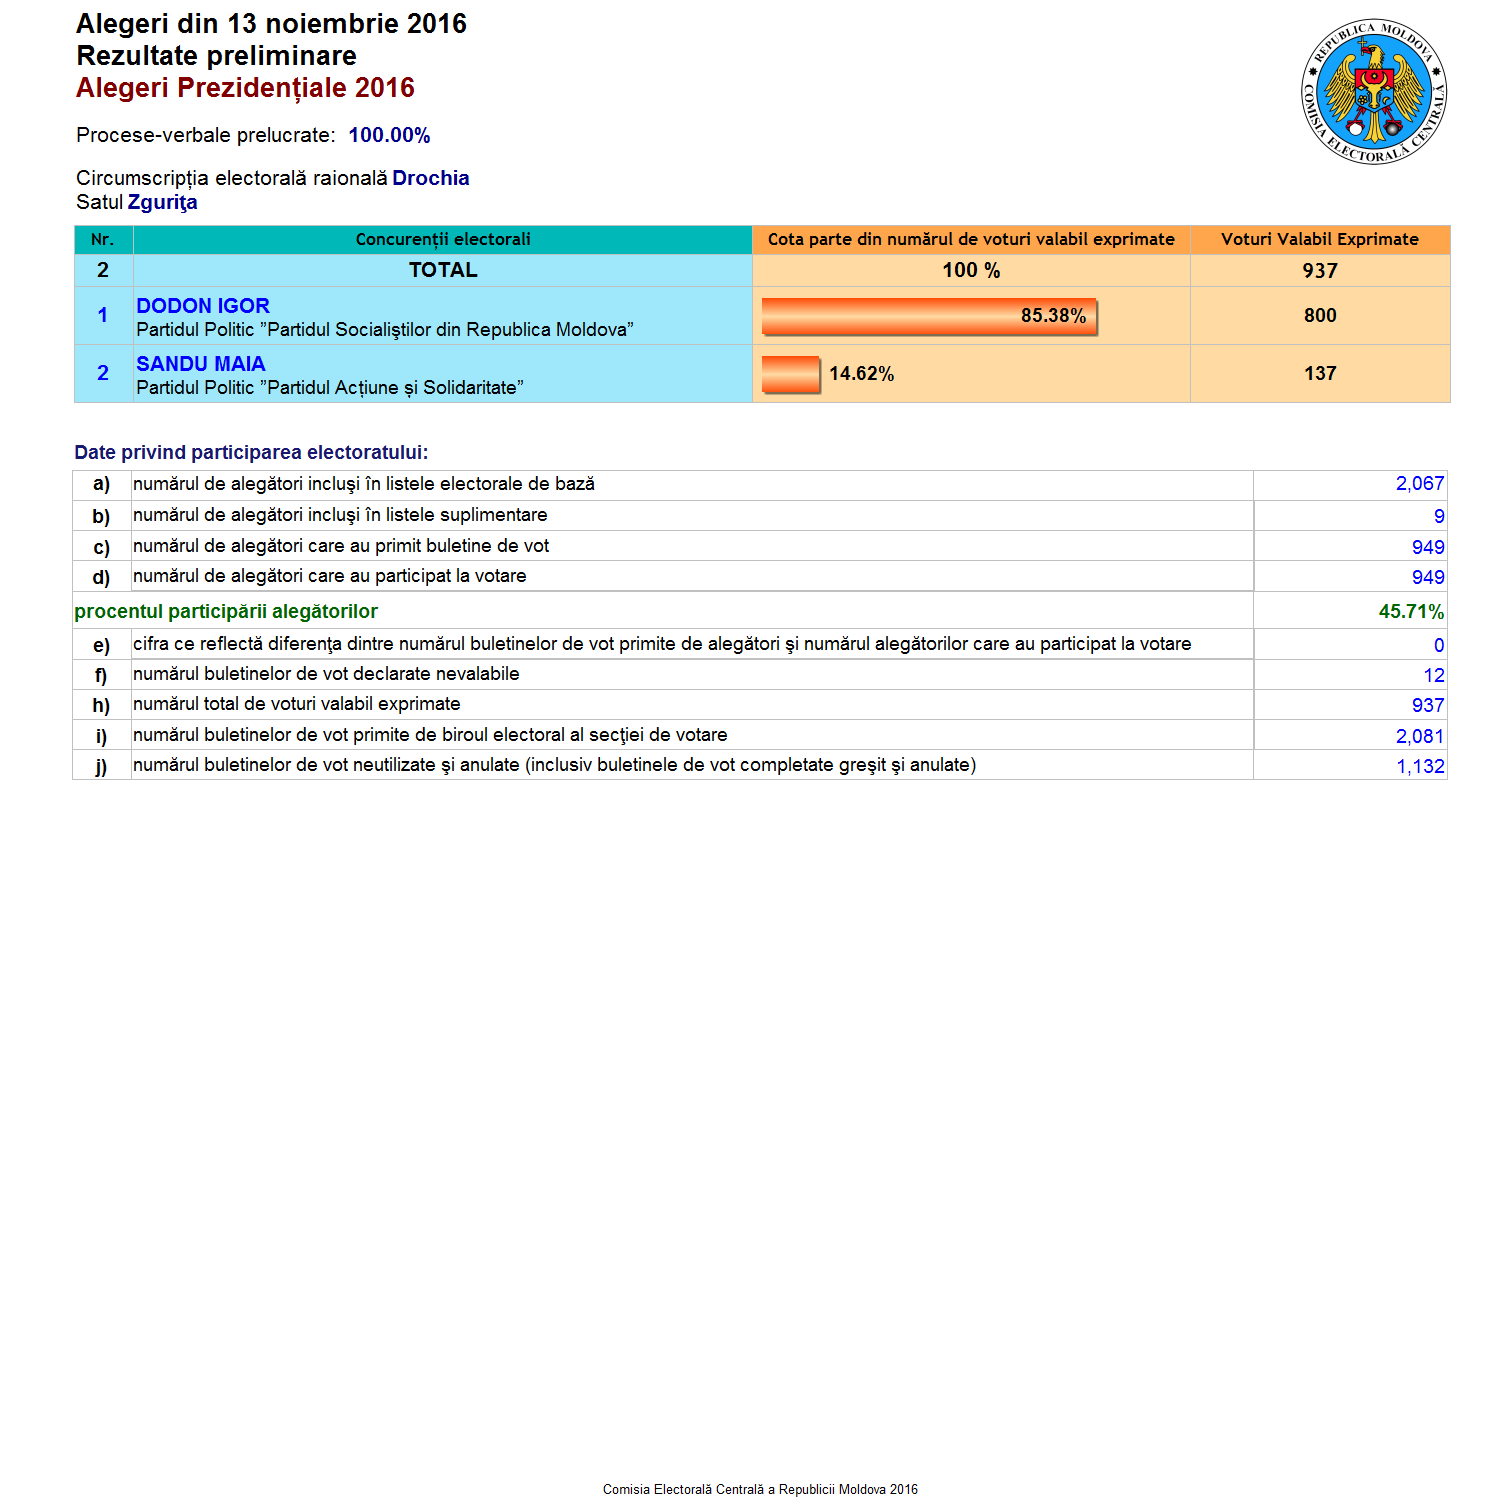 Alegeri din 13 noiembrie 2016
Rezultate preliminare
Alegeri Prezidențiale 2016
REPUBLICA MOLDOVA
COMISIA ELECTORALĂ CENTRALĂ
Procese-verbale prelucrate: 100.00%
Circumscripția electorală raională Drochia
Satul Zguriţa
Nr. Concurenții electorali Cota parte din numărul de voturi valabil exprimate Voturi Valabil Exprimate
2 TOTAL 100 % 937
1 DODON IGOR 85.38% 800
Partidul Politic ”Partidul Socialiştilor din Republica Moldova”
2 SANDU MAIA 14.62% 137
Partidul Politic ”Partidul Acțiune și Solidaritate”
Date privind participarea electoratului:
a) numărul de alegători incluşi în listele electorale de bază 2,067
b) numărul de alegători incluşi în listele suplimentare 9
c) numărul de alegători care au primit buletine de vot 949
d) numărul de alegători care au participat la votare 949
procentul participării alegătorilor 45.71%
e) cifra ce reflectă diferenţa dintre numărul buletinelor de vot primite de alegători şi numărul alegătorilor care au participat la votare 0
f) numărul buletinelor de vot declarate nevalabile 12
h) numărul total de voturi valabil exprimate 937
i) numărul buletinelor de vot primite de biroul electoral al secţiei de votare 2,081
j) numărul buletinelor de vot neutilizate şi anulate (inclusiv buletinele de vot completate greşit şi anulate) 1,132
Comisia Electorală Centrală a Republicii Moldova 2016